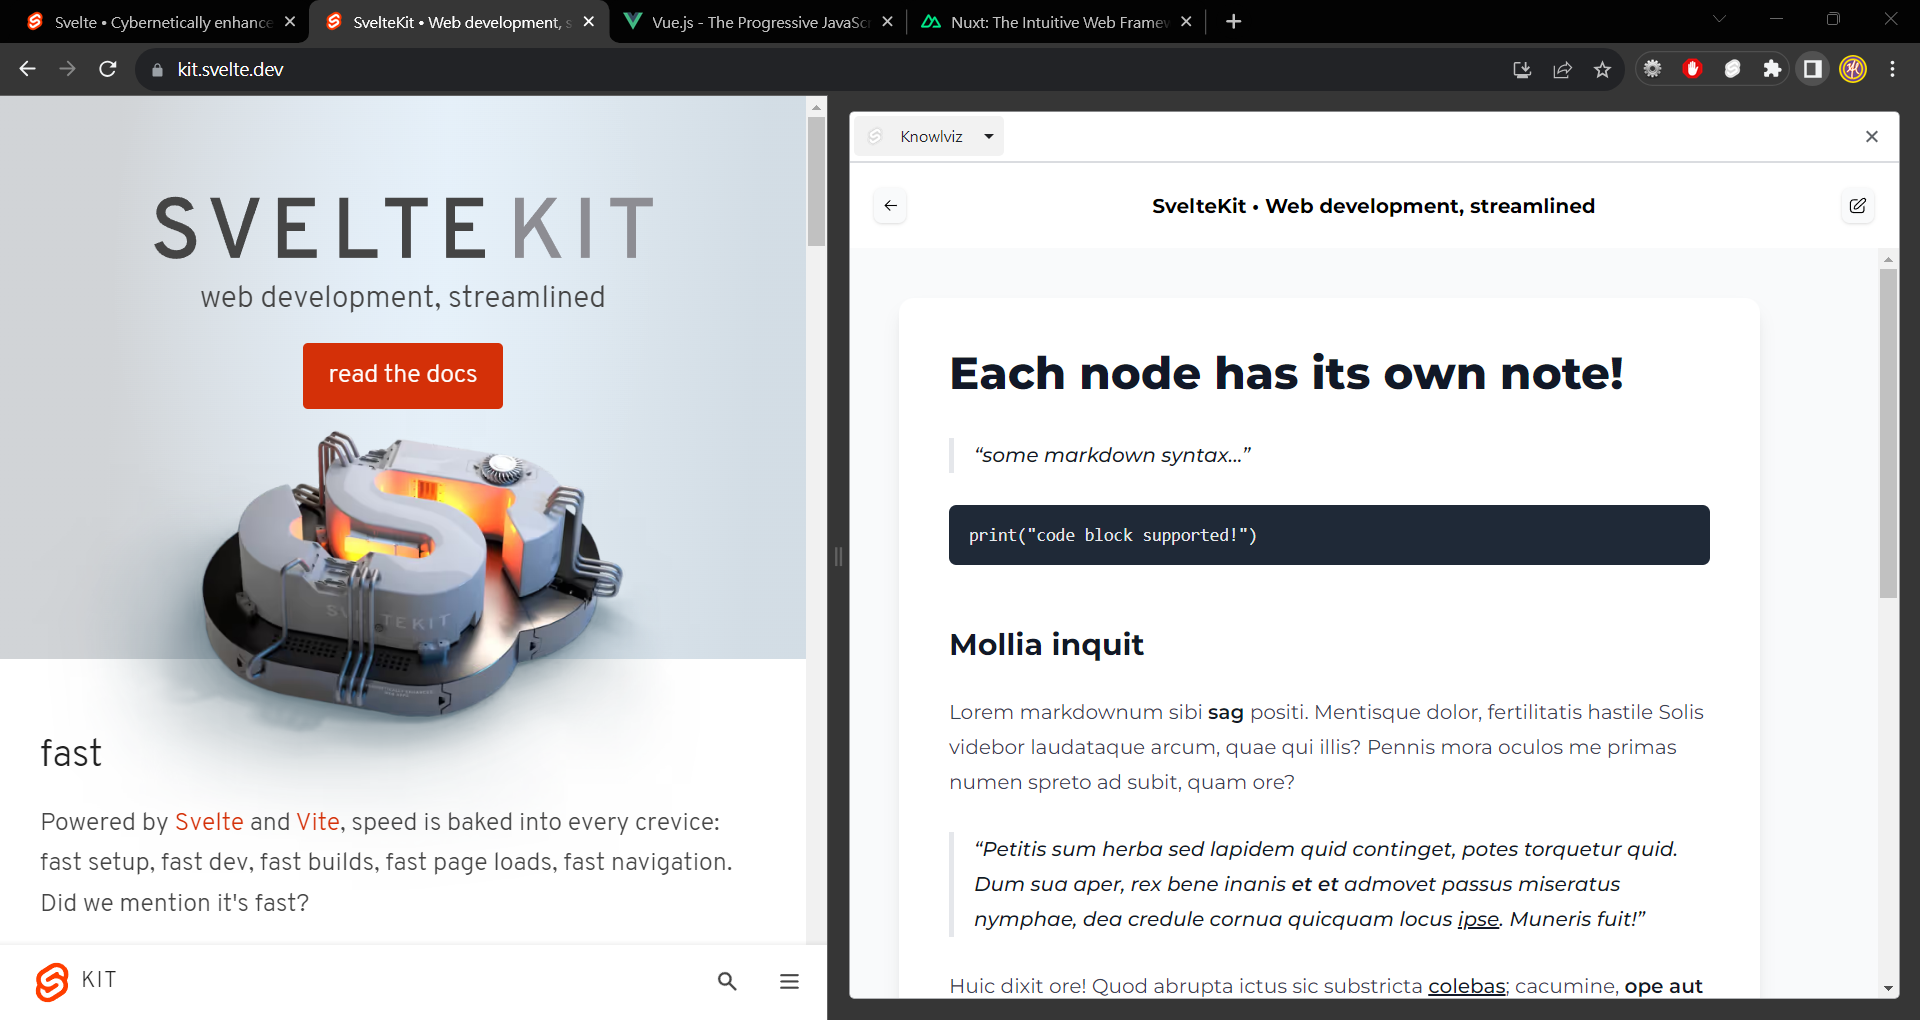 Svelte • Cybernetically enhance
SvelteKit • Web development, s
Vue.js - The Progressive JavaSc
Nuxt: The Intuitive Web Framew
kit.svelte.dev
SVELTE KIT
web development, streamlined
read the docs
SVELTEKIT
fast
Powered by Svelte and Vite, speed is baked into every crevice:
fast setup, fast dev, fast builds, fast page loads, fast navigation.
Did we mention it's fast?
KIT
Knowlviz
SvelteKit • Web development, streamlined
Each node has its own note!
“some markdown syntax...”
print("code block supported!")
Mollia inquit
Lorem markdownum sibi sag positi. Mentisque dolor, fertilitatis hastile Solis
videbor laudataque arcum, quae qui illis? Pennis mora oculos me primas
numen spreto ad subit, quam ore?
“Petitis sum herba sed lapidem quid continget, potes torquetur quid.
Dum sua aper, rex bene inanis et et admovet passus miseratus
nymphae, dea credule cornua quicquam locus ipse. Muneris fuit!”
Huic dixit ore! Quod abrupta ictus sic substricta colebas; cacumine, ope aut